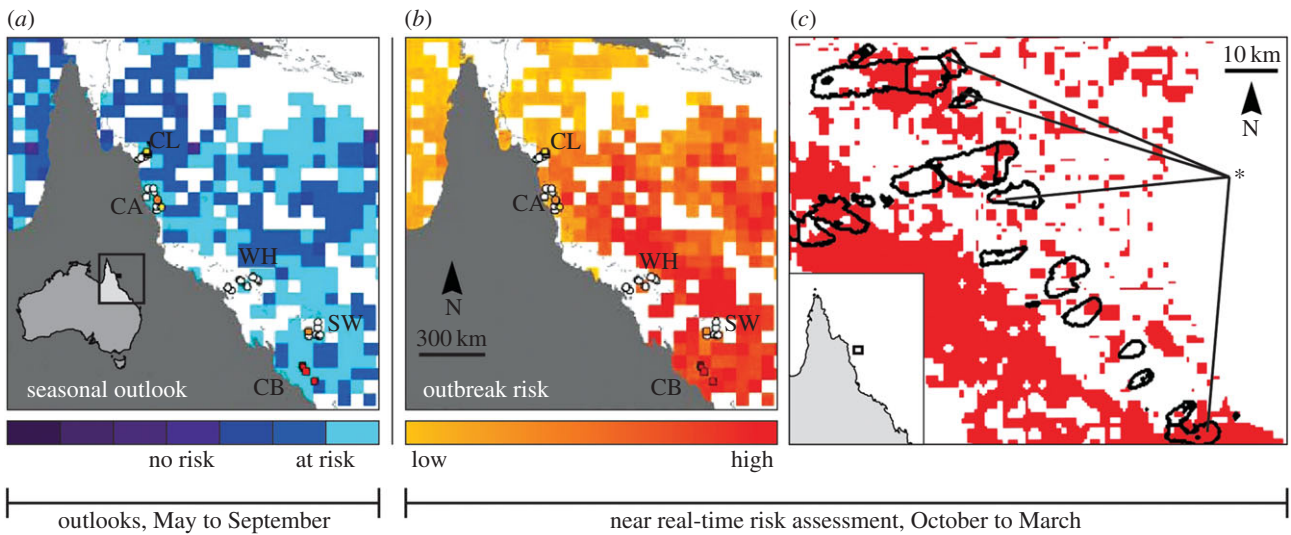 (a)
CL
CA
WH
SW
CB
seasonal outlook
no risk
at risk
outlooks, May to September
(b)
CL
CA
WH
N
300 km
SW
CB
outbreak risk
low
high
(c)
10 km
N
*
near real-time risk assessment, October to March